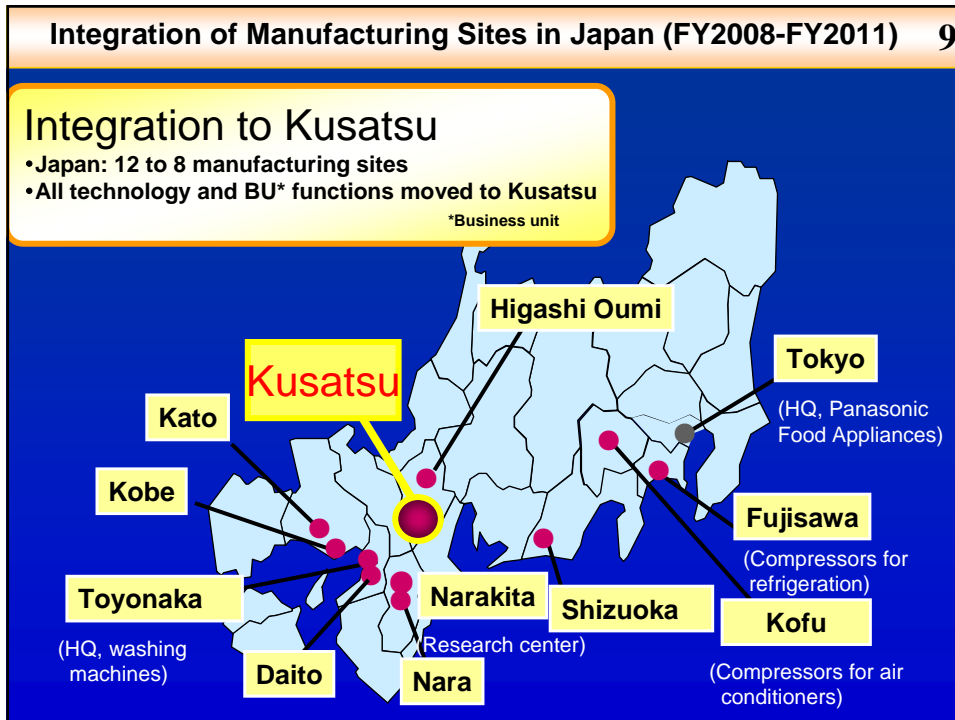 Integration of Manufacturing Sites in Japan (FY2008-FY2011) 9
Integration to Kusatsu
•Japan: 12 to 8 manufacturing sites
•All technology and BU* functions moved to Kusatsu
*Business unit
Higashi Oumi
Kusatsu
Tokyo
(HQ, Panasonic
Food Appliances)
Kato
Kobe
Fujisawa
(Compressors for
refrigeration)
Toyonaka
(HQ, washing
machines)
Narakita
(Research center)
Shizuoka
Kofu
(Compressors for air
conditioners)
Daito
Nara